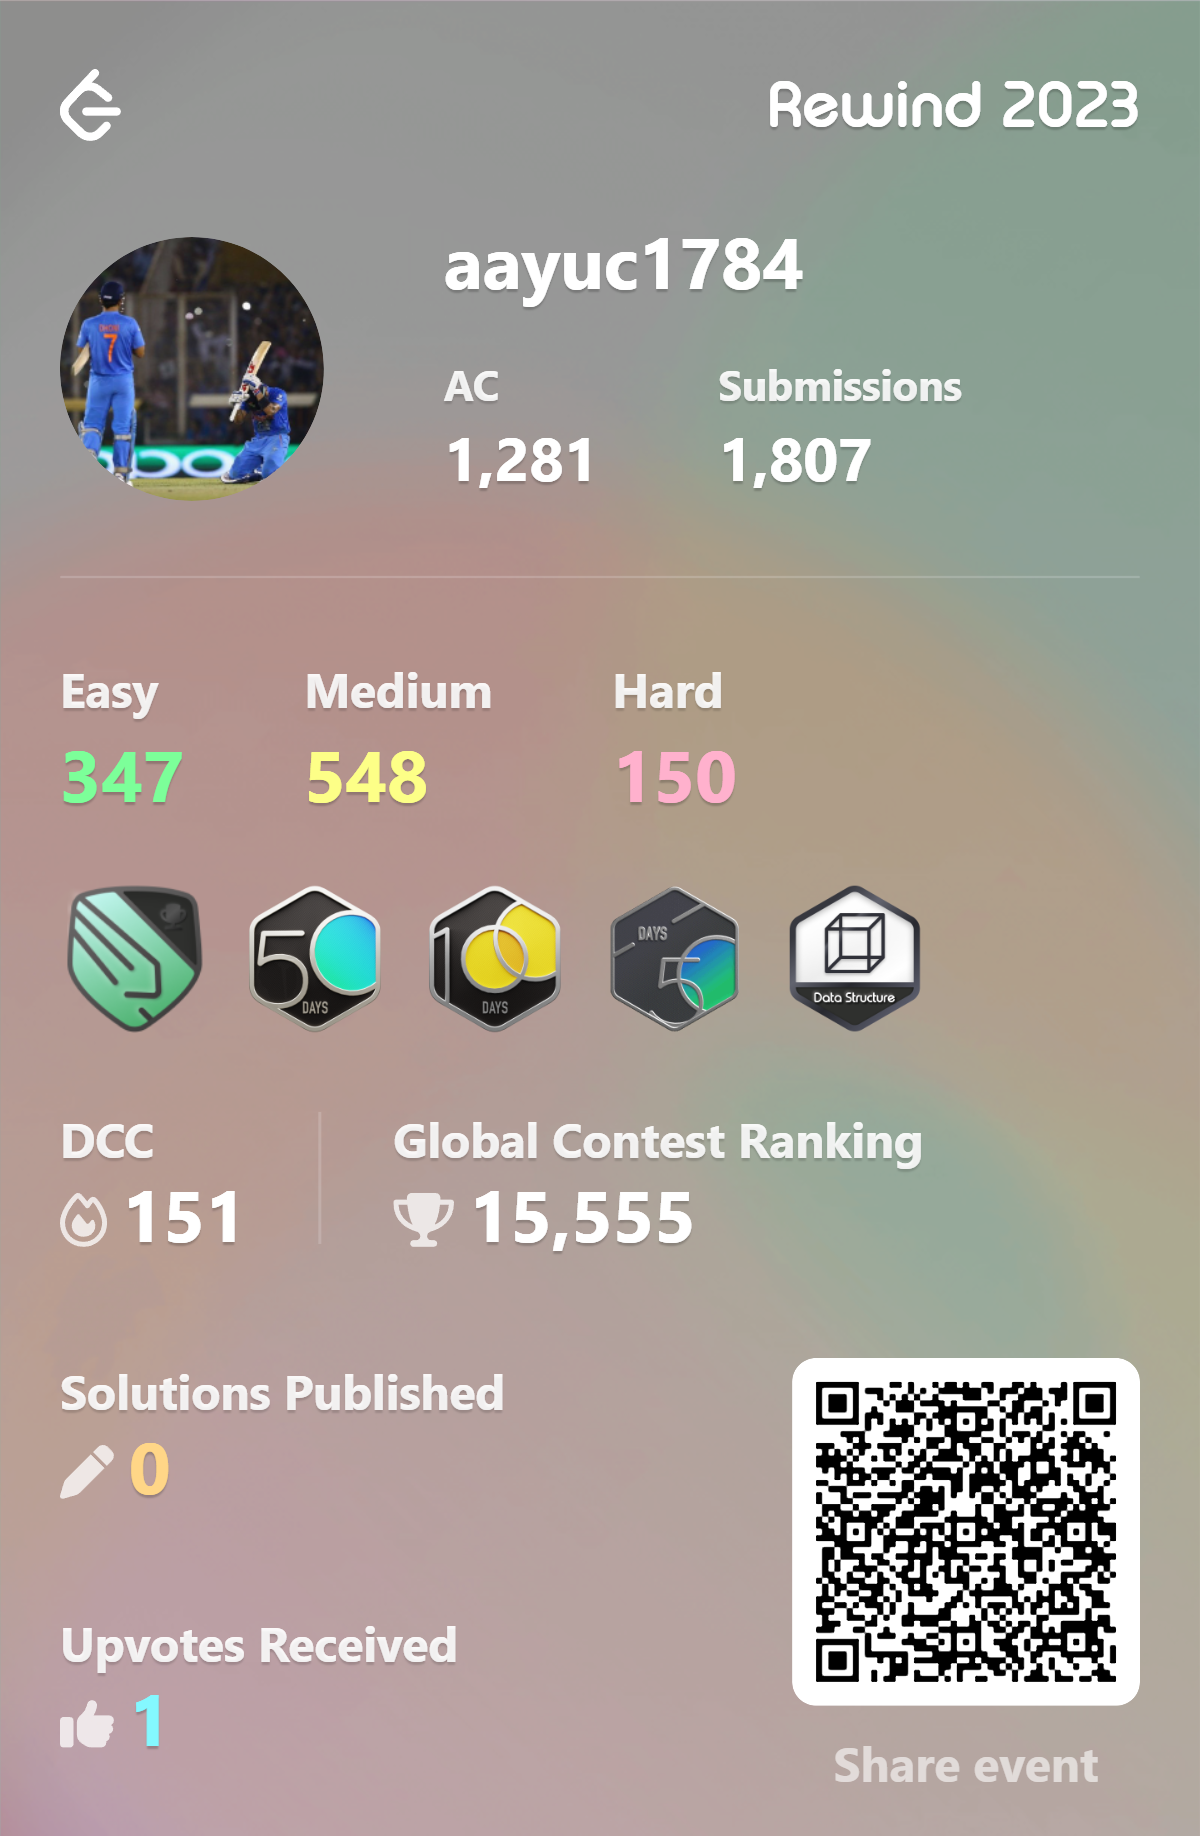 Rewind 2023
aayuc1784
AC Submissions
1,281 1,807
Easy Medium Hard
347 548 150
50 DAYS
100 DAYS
DAYS
Data Structure
DCC Global Contest Ranking
151 15,555
Solutions Published
0
Upvotes Received
1
Share event
7